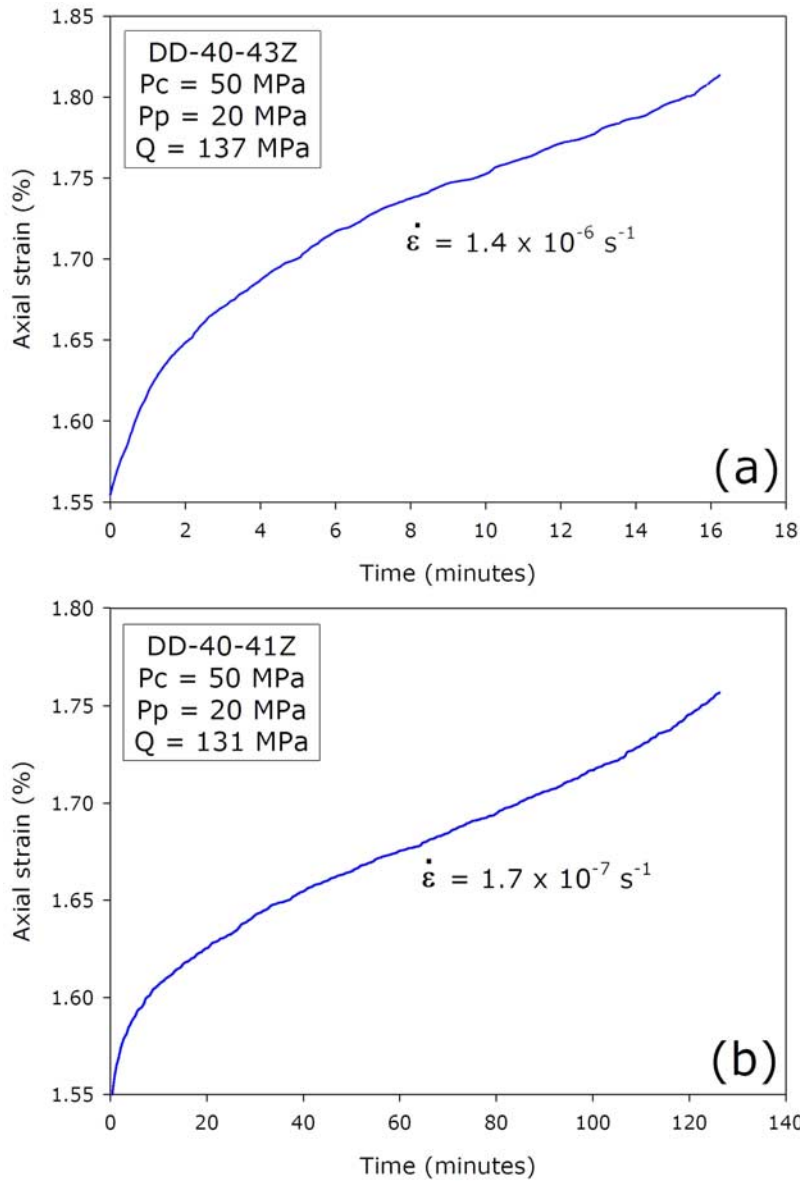 1.85
1.80
1.75
1.70
1.65
1.60
1.55
Axial strain (%)
DD-40-43Z
Pc = 50 MPa
Pp = 20 MPa
Q = 137 MPa
ε̇ = 1.4 x 10⁻⁶ s⁻¹
(a)
0 2 4 6 8 10 12 14 16 18
Time (minutes)
1.80
1.75
1.70
1.65
1.60
1.55
Axial strain (%)
DD-40-41Z
Pc = 50 MPa
Pp = 20 MPa
Q = 131 MPa
ε̇ = 1.7 x 10⁻⁷ s⁻¹
(b)
0 20 40 60 80 100 120 140
Time (minutes)